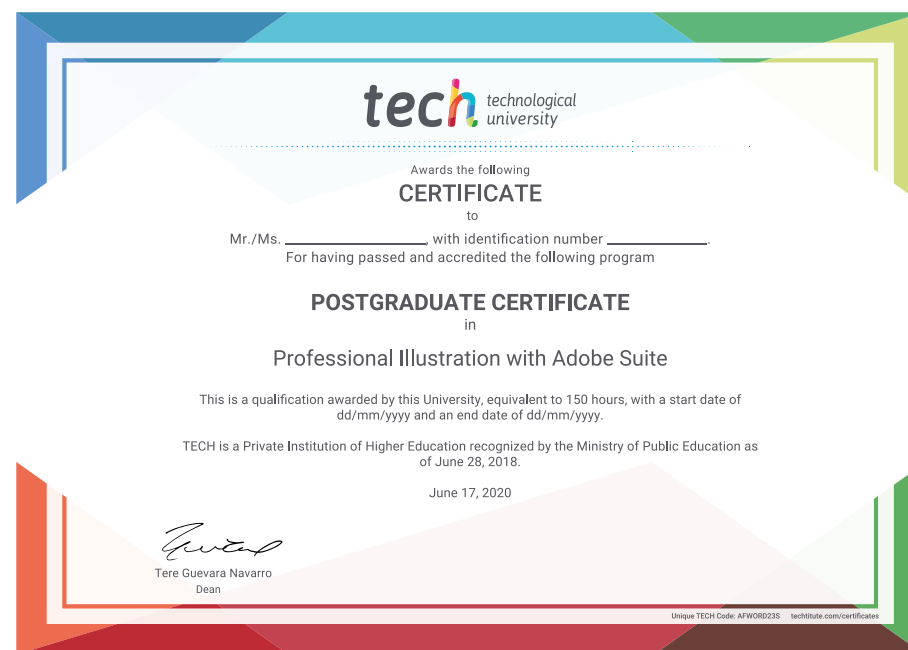 tech technological
university
Awards the following
CERTIFICATE
to
Mr./Ms. ____________________, with identification number ______________.
For having passed and accredited the following program
POSTGRADUATE CERTIFICATE
in
Professional Illustration with Adobe Suite
This is a qualification awarded by this University, equivalent to 150 hours, with a start date of
dd/mm/yyyy and an end date of dd/mm/yyyy.
TECH is a Private Institution of Higher Education recognized by the Ministry of Public Education as
of June 28, 2018.
June 17, 2020
Tere Guevara Navarro
Dean
Unique TECH Code: AFWORD23S techtitute.com/certificates